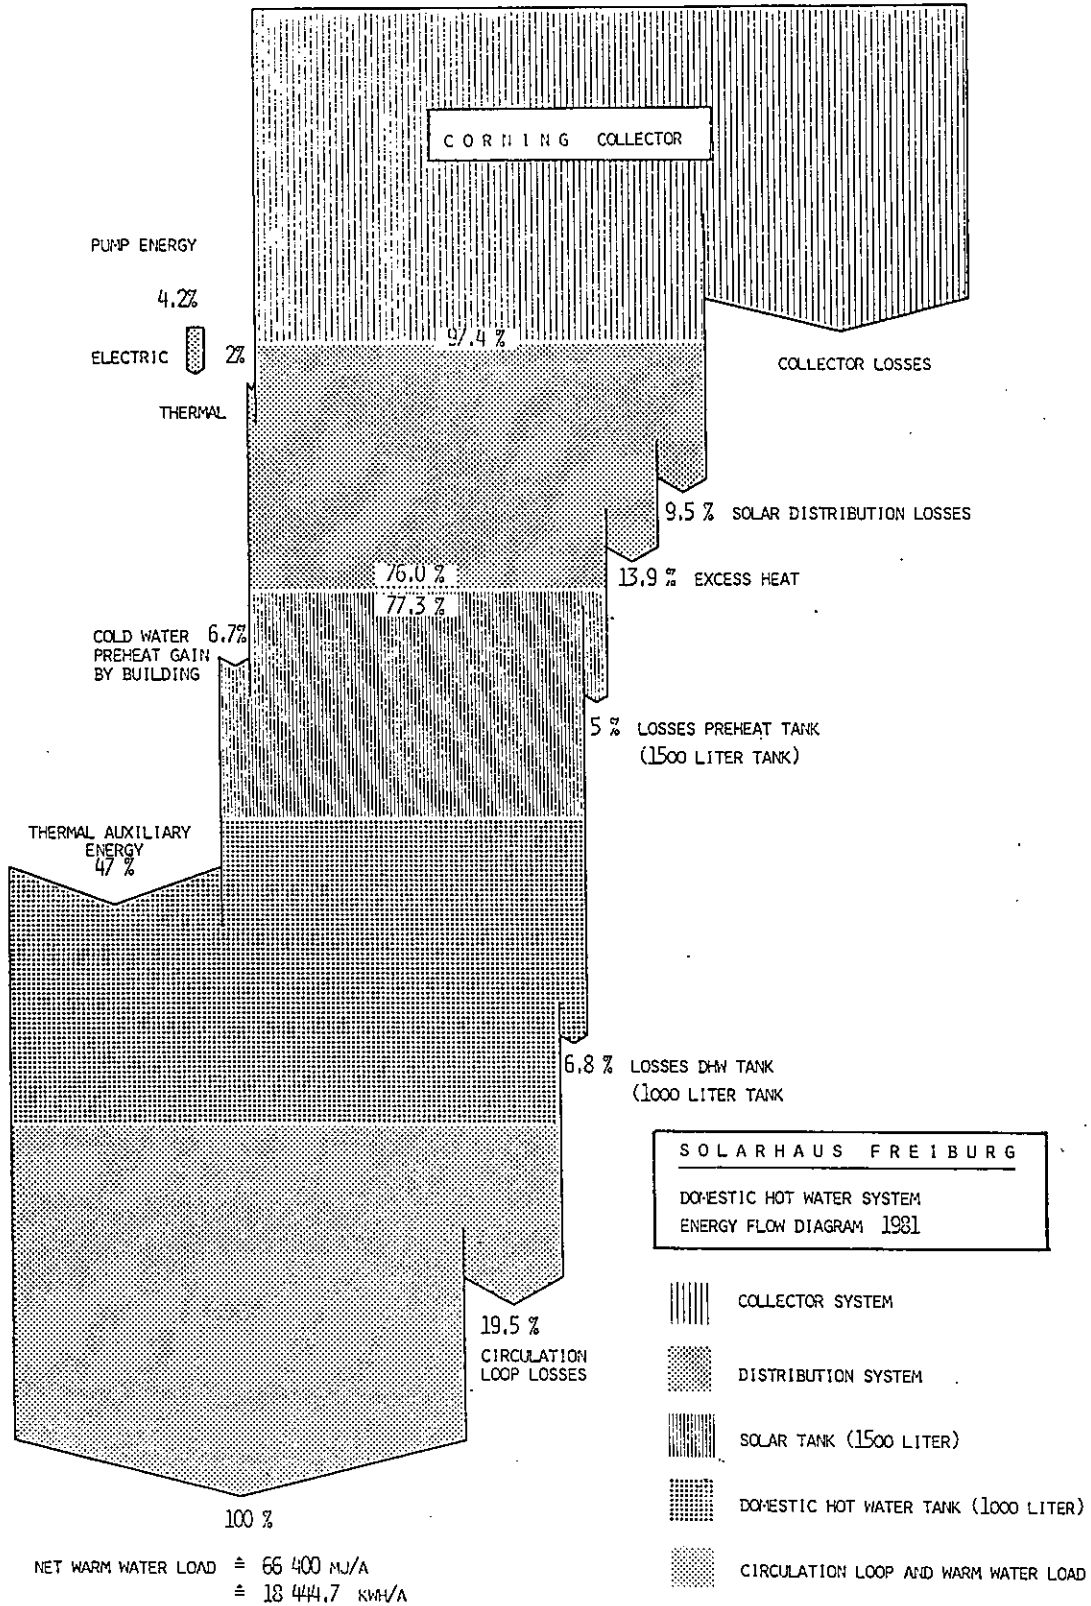 CORNING COLLECTOR
PUMP ENERGY
4.2%
ELECTRIC 2%
THERMAL
97.4 %
COLLECTOR LOSSES
9.5 % SOLAR DISTRIBUTION LOSSES
76.0 %
13.9 % EXCESS HEAT
77.3 %
COLD WATER 6.7%
PREHEAT GAIN
BY BUILDING
5 % LOSSES PREHEAT TANK
(1500 LITER TANK)
THERMAL AUXILIARY
ENERGY
47 %
6.8 % LOSSES DHW TANK
(1000 LITER TANK
SOLARHAUS FREIBURG
DOMESTIC HOT WATER SYSTEM
ENERGY FLOW DIAGRAM 1981
COLLECTOR SYSTEM
19.5 %
CIRCULATION
LOOP LOSSES
DISTRIBUTION SYSTEM
SOLAR TANK (1500 LITER)
DOMESTIC HOT WATER TANK (1000 LITER)
CIRCULATION LOOP AND WARM WATER LOAD
100 %
NET WARM WATER LOAD ≙ 66 400 MJ/A
≙ 18 444.7 KWH/A